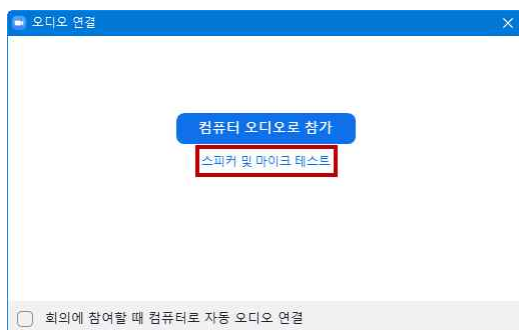 오디오 연결
컴퓨터 오디오로 참가
스피커 및 마이크 테스트
회의에 참여할 때 컴퓨터로 자동 오디오 연결